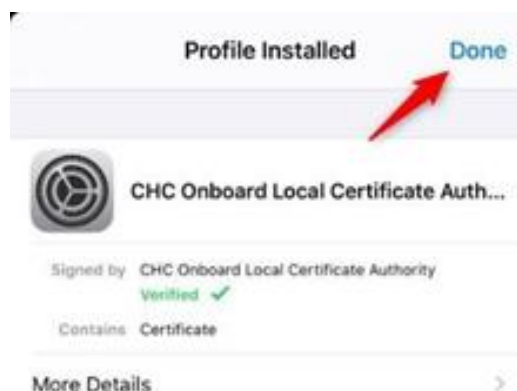 Profile Installed Done
CHC Onboard Local Certificate Auth...
Signed by CHC Onboard Local Certificate Authority
Verified ✓
Contains Certificate
More Details